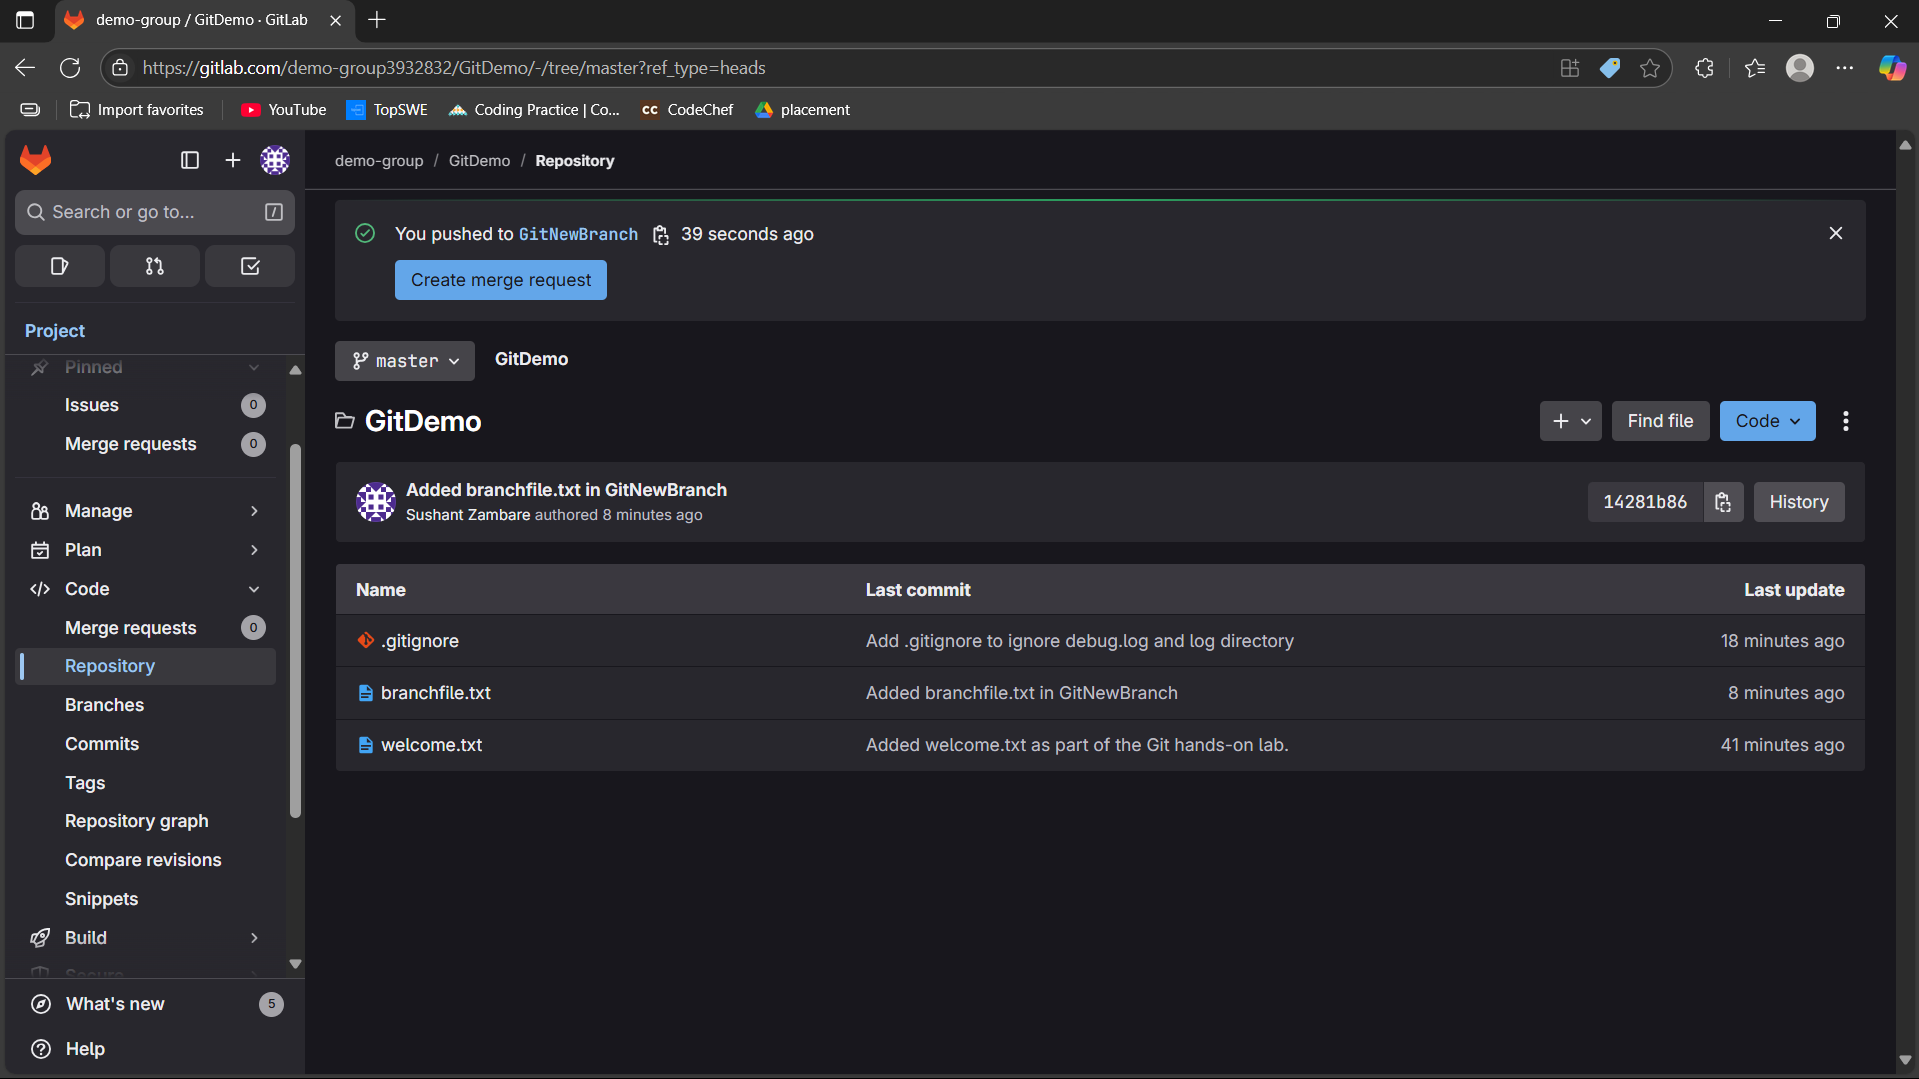 demo-group / GitDemo · GitLab
https://gitlab.com/demo-group3932832/GitDemo/-/tree/master?ref_type=heads
Import favorites
YouTube
TopSWE
Coding Practice | Co...
CC CodeChef
placement
demo-group / GitDemo / Repository
Search or go to... /
You pushed to GitNewBranch 39 seconds ago
Create merge request
Project
Pinned
Issues 0
Merge requests 0
Manage
Plan
Code
Merge requests 0
Repository
Branches
Commits
Tags
Repository graph
Compare revisions
Snippets
Build
Secure
What's new 5
Help
master GitDemo
GitDemo
Find file
Code
Added branchfile.txt in GitNewBranch
Sushant Zambare authored 8 minutes ago
14281b86
History
Name Last commit Last update
.gitignore Add .gitignore to ignore debug.log and log directory 18 minutes ago
branchfile.txt Added branchfile.txt in GitNewBranch 8 minutes ago
welcome.txt Added welcome.txt as part of the Git hands-on lab. 41 minutes ago